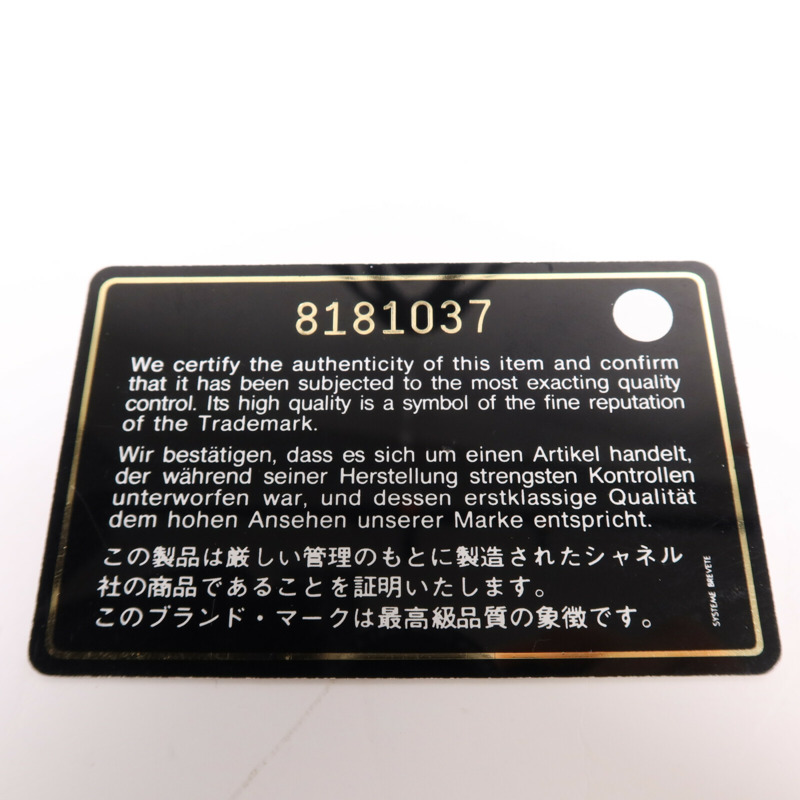 8181037
We certify the authenticity of this item and confirm
that it has been subjected to the most exacting quality
control. Its high quality is a symbol of the fine reputation
of the Trademark.
Wir bestätigen, dass es sich um einen Artikel handelt,
der während seiner Herstellung strengsten Kontrollen
unterworfen war, und dessen erstklassige Qualität
dem hohen Ansehen unserer Marke entspricht.
この製品は厳しい管理のもとに製造されたシャネル
社の商品であることを証明いたします。
このブランド・マークは最高級品質の象徴です。
SYSTEME BREVETE